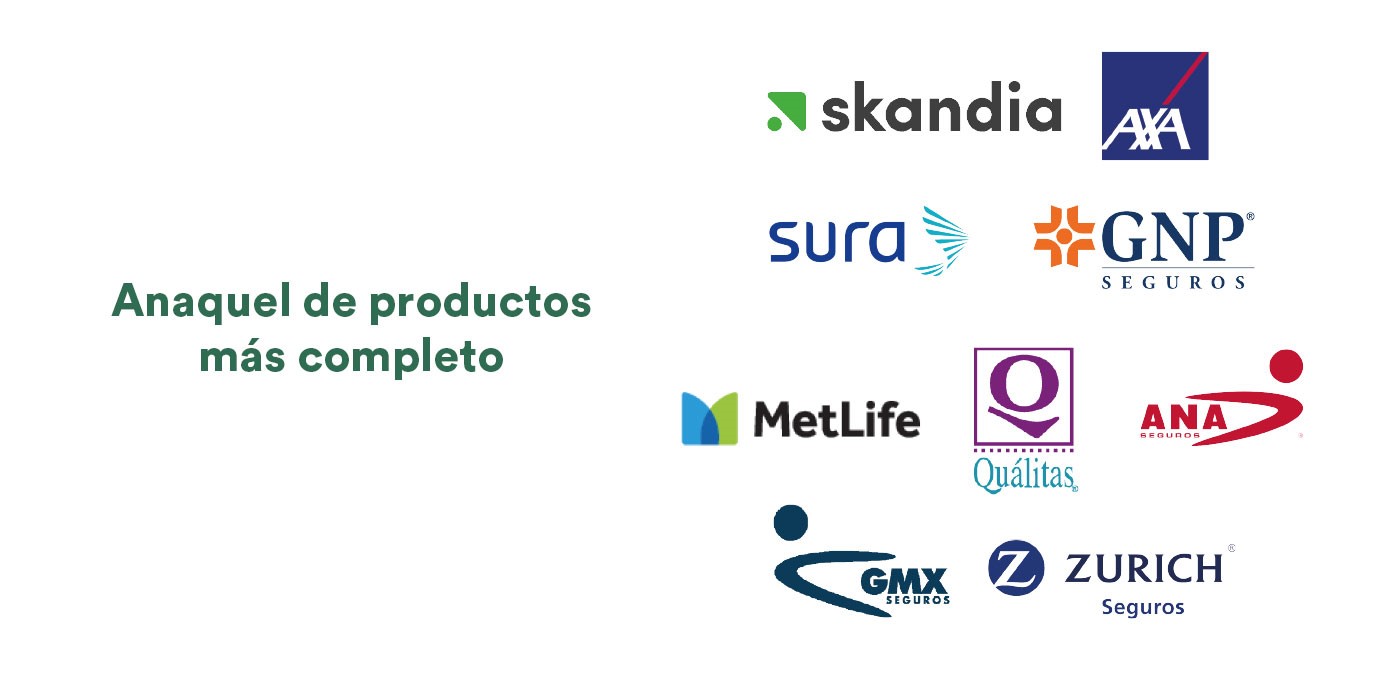 Anaquel de productos
más completo
skandia
AXA
sura
GNP®
SEGUROS
MetLife
Q
Quálitas®
ANA
SEGUROS
®
GMX
SEGUROS
Z
ZURICH®
Seguros